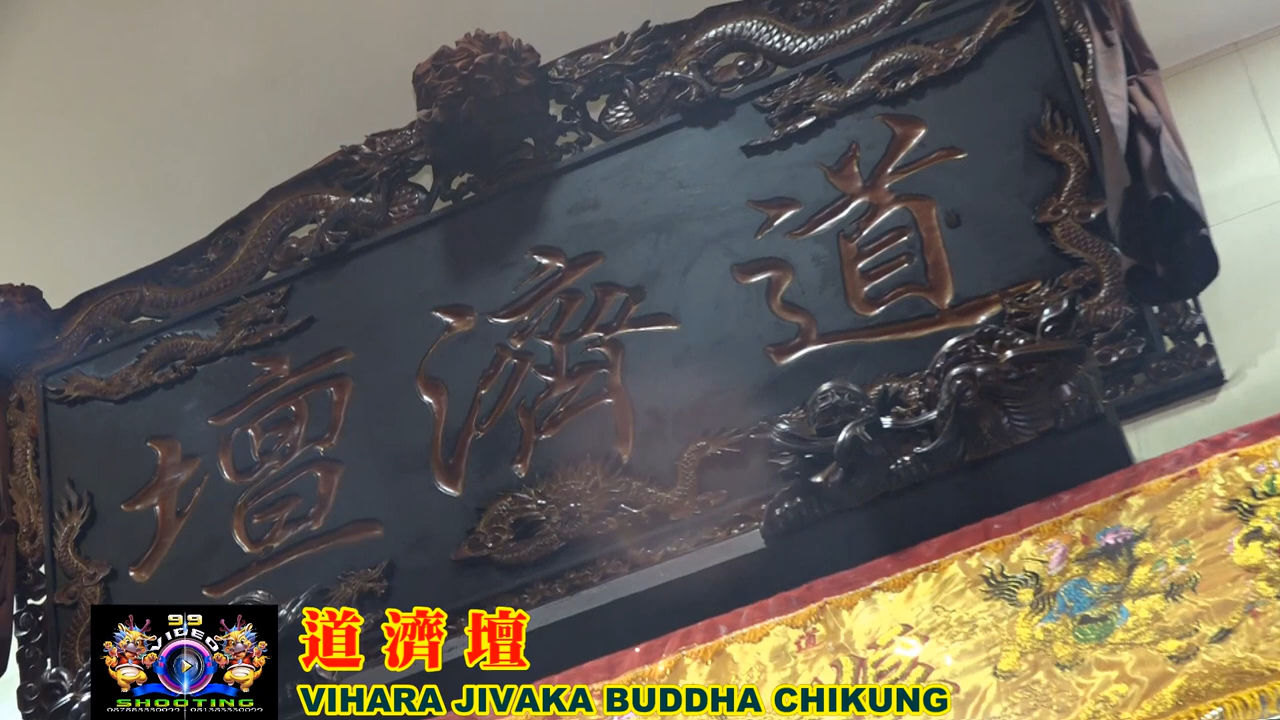 壇濟道
99
VIDEO
SHOOTING
道濟壇
VIHARA JIVAKA BUDDHA CHIKUNG